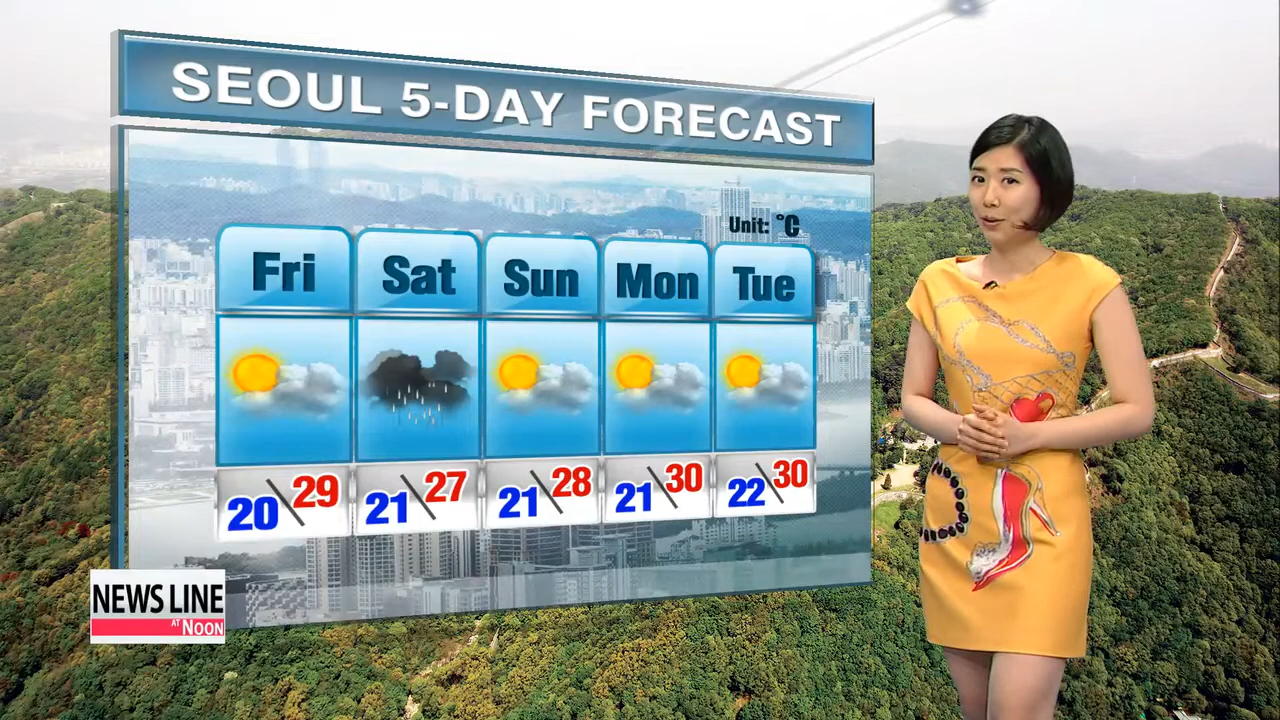 SEOUL 5-DAY FORECAST
Unit: °C
Fri Sat Sun Mon Tue
20\29 21\27 21\28 21\30 22\30
NEWS LINE
AT NOON